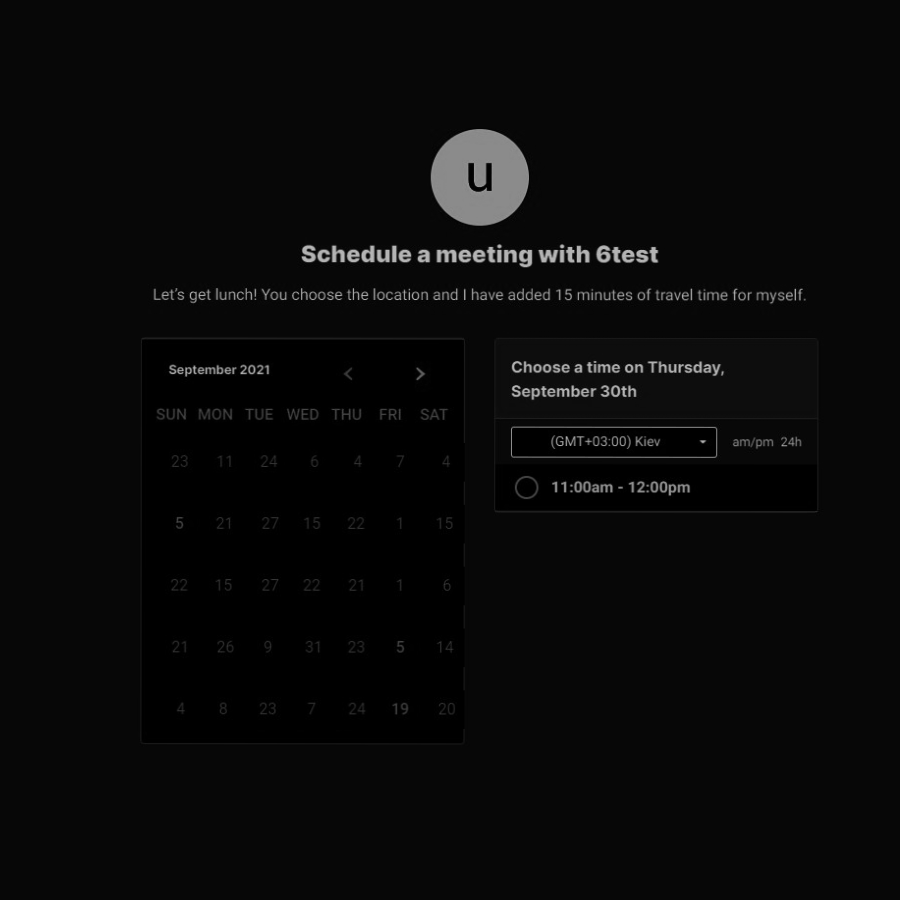 u
Schedule a meeting with 6test
Let's get lunch! You choose the location and I have added 15 minutes of travel time for myself.
September 2021
SUN MON TUE WED THU FRI SAT
23 11 24 6 4 7 4
5 21 27 15 22 1 15
22 15 27 22 21 1 6
21 26 9 31 23 5 14
4 8 23 7 24 19 20
Choose a time on Thursday,
September 30th
(GMT+03:00) Kiev am/pm 24h
11:00am - 12:00pm